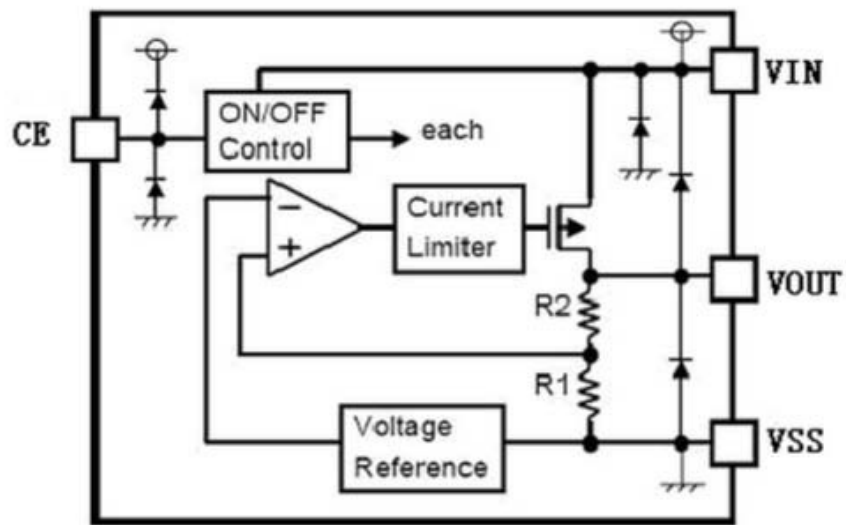 VIN
CE
ON/OFF
Control
each
−
+
Current
Limiter
VOUT
R2
R1
Voltage
Reference
VSS